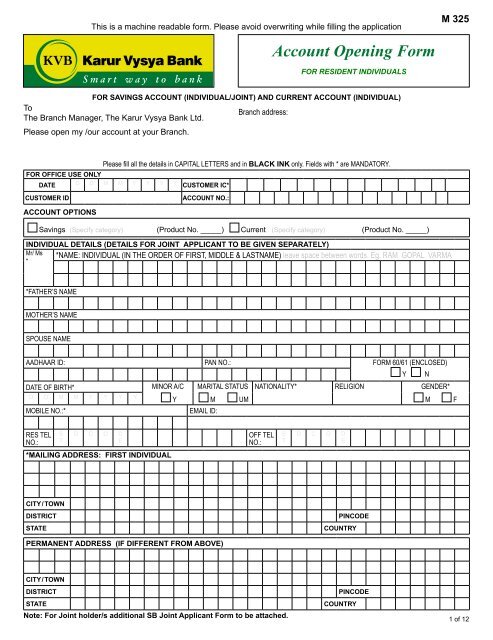 M 325
This is a machine readable form. Please avoid overwriting while filling the application
KVB Karur Vysya Bank
Smart way to bank
Account Opening Form
FOR RESIDENT INDIVIDUALS
FOR SAVINGS ACCOUNT (INDIVIDUAL/JOINT) AND CURRENT ACCOUNT (INDIVIDUAL)
To
The Branch Manager, The Karur Vysya Bank Ltd.
Branch address:
Please open my /our account at your Branch.
Please fill all the details in CAPITAL LETTERS and in BLACK INK only. Fields with * are MANDATORY.
FOR OFFICE USE ONLY
DATE CUSTOMER IC*
CUSTOMER ID ACCOUNT NO.:
ACCOUNT OPTIONS
Savings (Specify category) (Product No. _____) Current (Specify category) (Product No. _____)
INDIVIDUAL DETAILS (DETAILS FOR JOINT APPLICANT TO BE GIVEN SEPARATELY)
Mr/ Ms * *NAME: INDIVIDUAL (IN THE ORDER OF FIRST, MIDDLE & LASTNAME) leave space between words. Eg. RAM GOPAL VARMA
*FATHER'S NAME
MOTHER'S NAME
SPOUSE NAME
AADHAAR ID: PAN NO.: FORM 60/61 (ENCLOSED)
Y N
DATE OF BIRTH* MINOR A/C MARITAL STATUS NATIONALITY* RELIGION GENDER*
Y M UM M F
MOBILE NO.:* EMAIL ID:
RES TEL NO.: OFF TEL NO.:
*MAILING ADDRESS: FIRST INDIVIDUAL
CITY/TOWN
DISTRICT PINCODE
STATE COUNTRY
PERMANENT ADDRESS (IF DIFFERENT FROM ABOVE)
CITY/TOWN
DISTRICT PINCODE
STATE COUNTRY
Note: For Joint holder/s additional SB Joint Applicant Form to be attached.
1 of 12